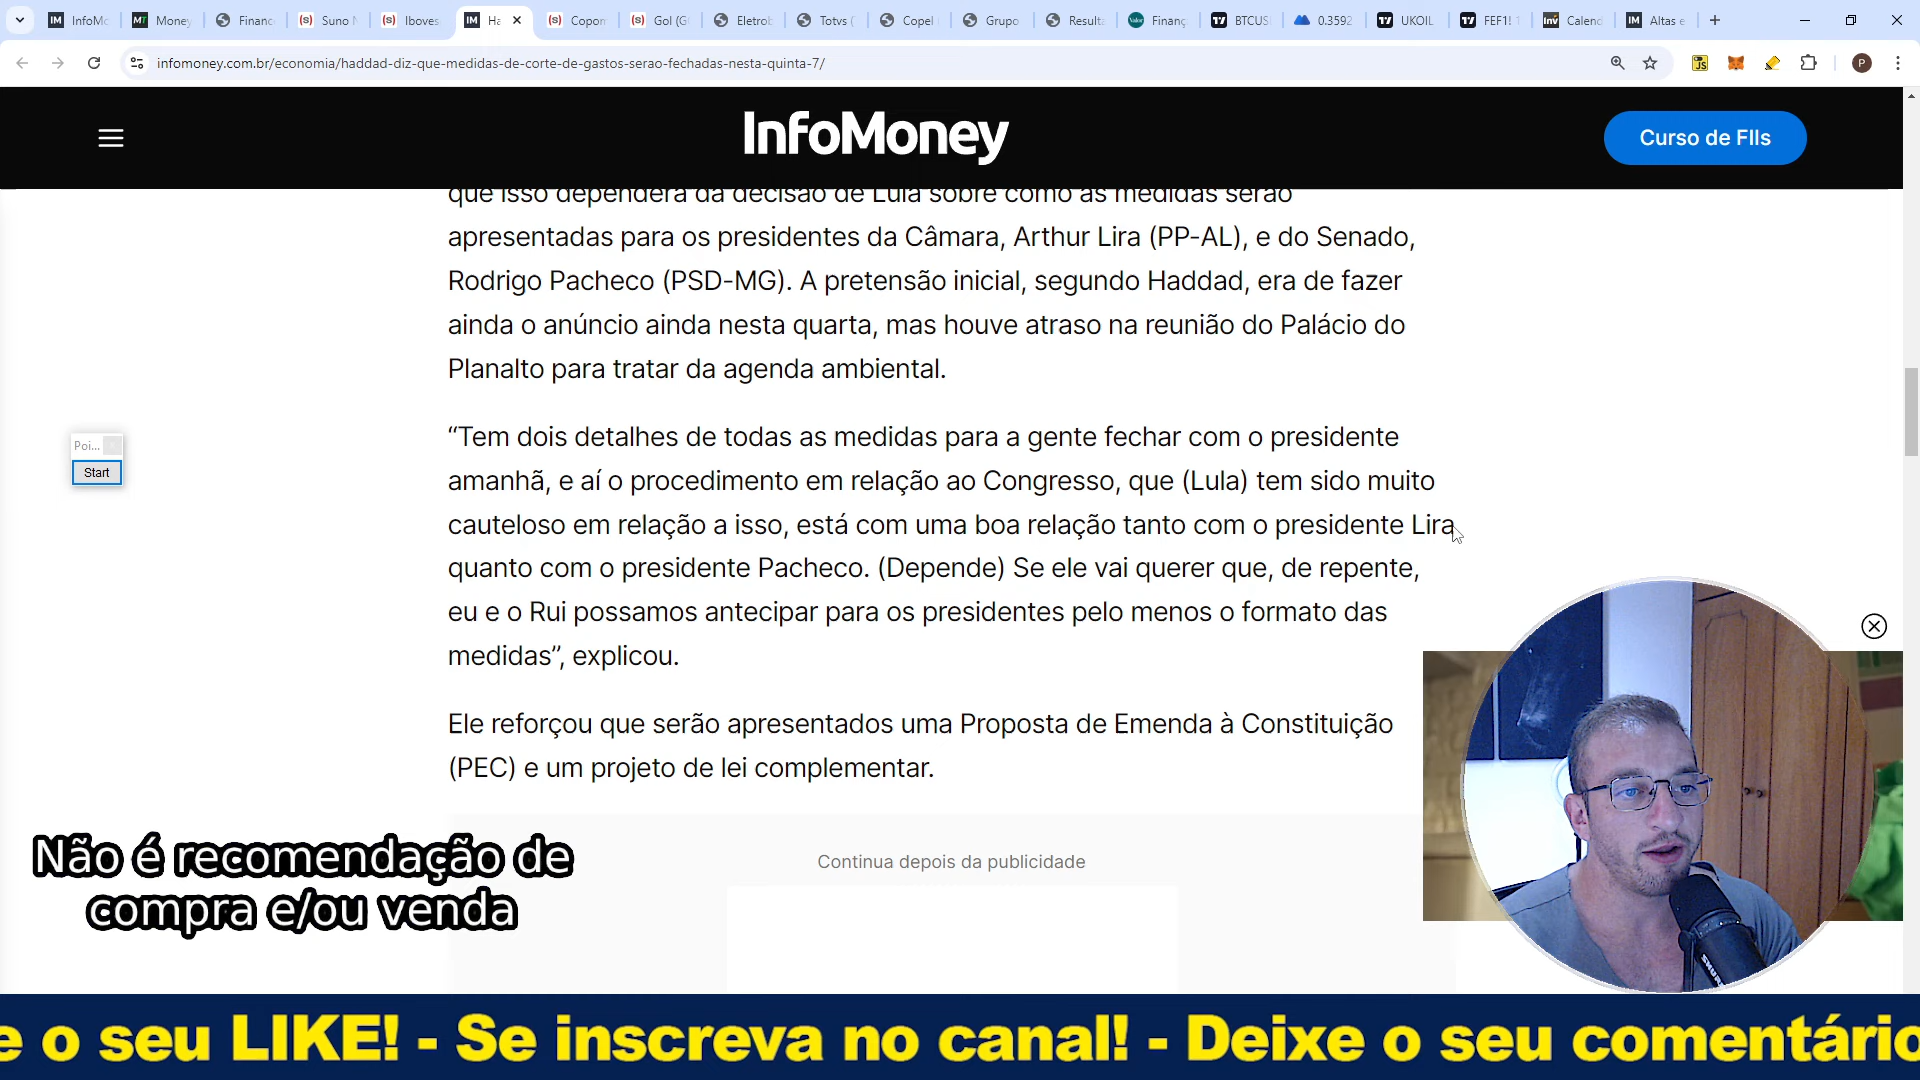 InfoMo
Money
Financ
Suno N
Iboves
Ha
Copom
Gol (G
Eletrob
Totvs (
Copel
Grupo
Resulta
Finanç
BTCUS
0.3592
UKOIL
FEF1! 1
Calend
Altas e
infomoney.com.br/economia/haddad-diz-que-medidas-de-corte-de-gastos-serao-fechadas-nesta-quinta-7/
InfoMoney
Curso de FIIs
que isso dependerá da decisão de Lula sobre como as medidas serão
apresentadas para os presidentes da Câmara, Arthur Lira (PP-AL), e do Senado,
Rodrigo Pacheco (PSD-MG). A pretensão inicial, segundo Haddad, era de fazer
ainda o anúncio ainda nesta quarta, mas houve atraso na reunião do Palácio do
Planalto para tratar da agenda ambiental.
“Tem dois detalhes de todas as medidas para a gente fechar com o presidente
amanhã, e aí o procedimento em relação ao Congresso, que (Lula) tem sido muito
cauteloso em relação a isso, está com uma boa relação tanto com o presidente Lira
quanto com o presidente Pacheco. (Depende) Se ele vai querer que, de repente,
eu e o Rui possamos antecipar para os presidentes pelo menos o formato das
medidas”, explicou.
Poi...
Start
Ele reforçou que serão apresentados uma Proposta de Emenda à Constituição
(PEC) e um projeto de lei complementar.
Continua depois da publicidade
Não é recomendação de
compra e/ou venda
e o seu LIKE! - Se inscreva no canal! - Deixe o seu comentário